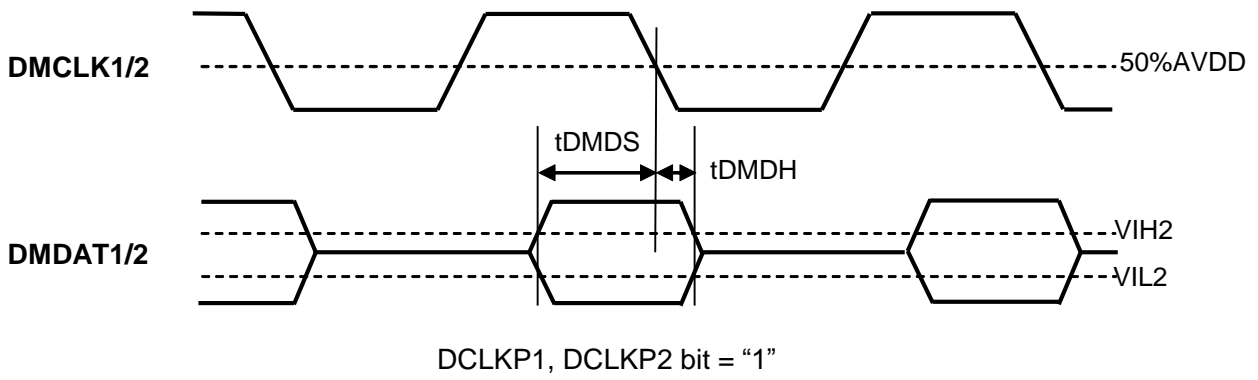 DMCLK1/2
50%AVDD
tDMDS
tDMDH
DMDAT1/2
VIH2
VIL2
DCLKP1, DCLKP2 bit = “1”